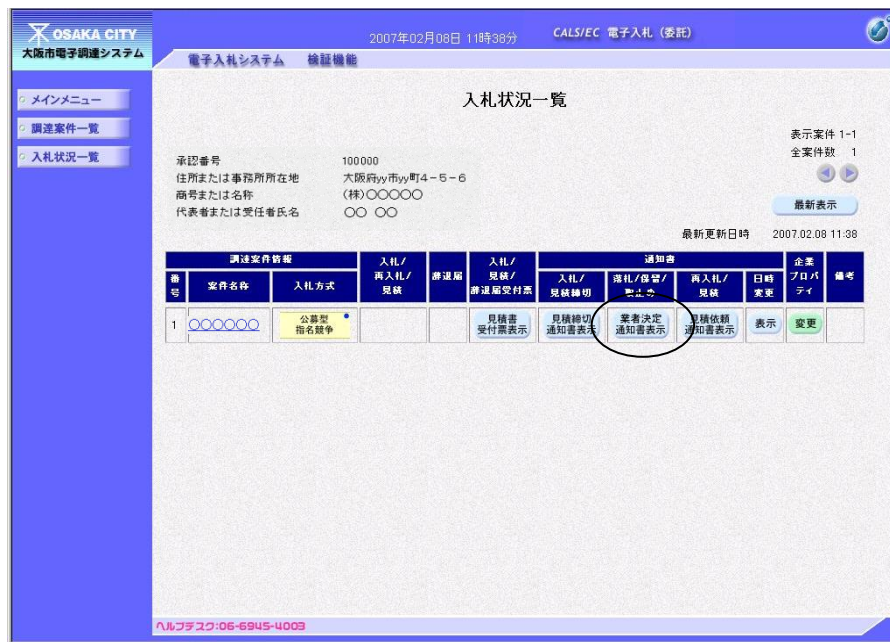 OSAKA CITY
大阪市電子調達システム
2007年02月08日 11時38分
CALS/EC 電子入札（委託）
電子入札システム 検証機能
メインメニュー
調達案件一覧
入札状況一覧
入札状況一覧
表示案件 1-1
全案件数 1
承認番号 100000
住所または事務所所在地 大阪府yy市yy町4-5-6
商号または名称 (株)○○○○○
代表者または受任者氏名 ○○ ○○
最新表示
最新更新日時 2007.02.08 11:38
調達案件情報
通知書
番号
案件名称
入札方式
入札/
再入札/
見積
辞退届
入札/
見積/
辞退届受付票
入札/
見積締切
落札/保留/
取止め
再入札/
見積
日時
変更
企業
プロパ
ティ
備考
1
○○○○○○
公募型
指名競争
見積書
受付票表示
見積締切
通知書表示
業者決定
通知書表示
見積依頼
通知書表示
表示
変更
ヘルプデスク:06-6945-4003